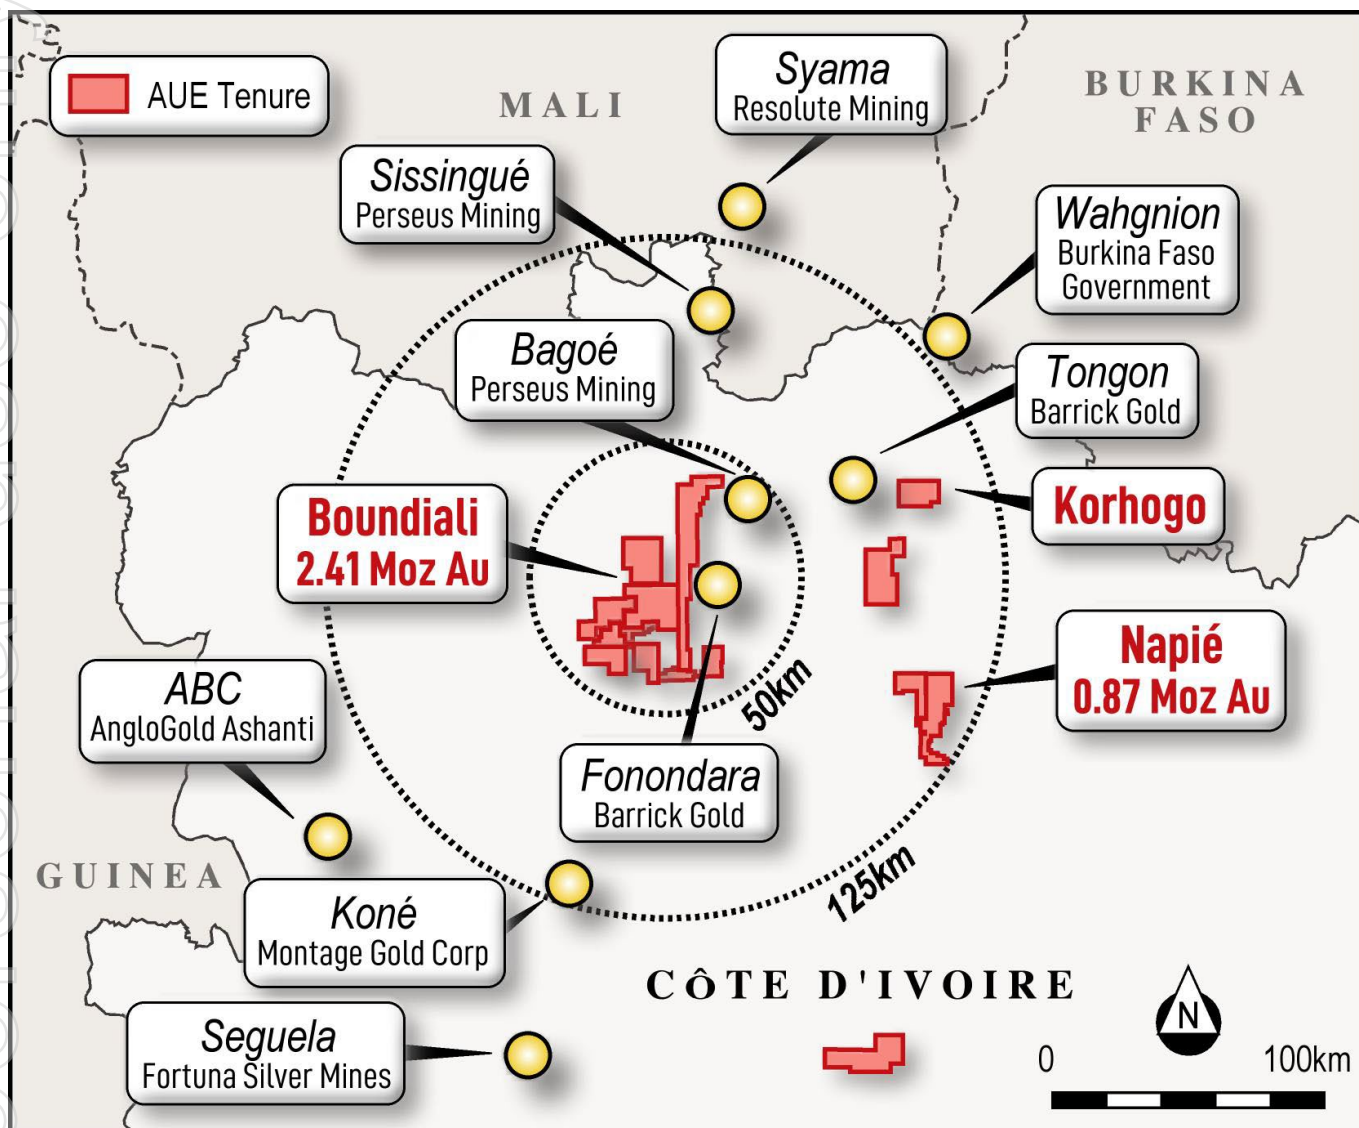 AUE Tenure
MALI
Syama
Resolute Mining
BURKINA
FASO
Sissingué
Perseus Mining
Wahgnion
Burkina Faso
Government
Bagoé
Perseus Mining
Tongon
Barrick Gold
Boundiali
2.41 Moz Au
Korhogo
Napié
0.87 Moz Au
50km
ABC
AngloGold Ashanti
Fonondara
Barrick Gold
125km
GUINEA
Koné
Montage Gold Corp
CÔTE D'IVOIRE
N
Seguela
Fortuna Silver Mines
0
100km